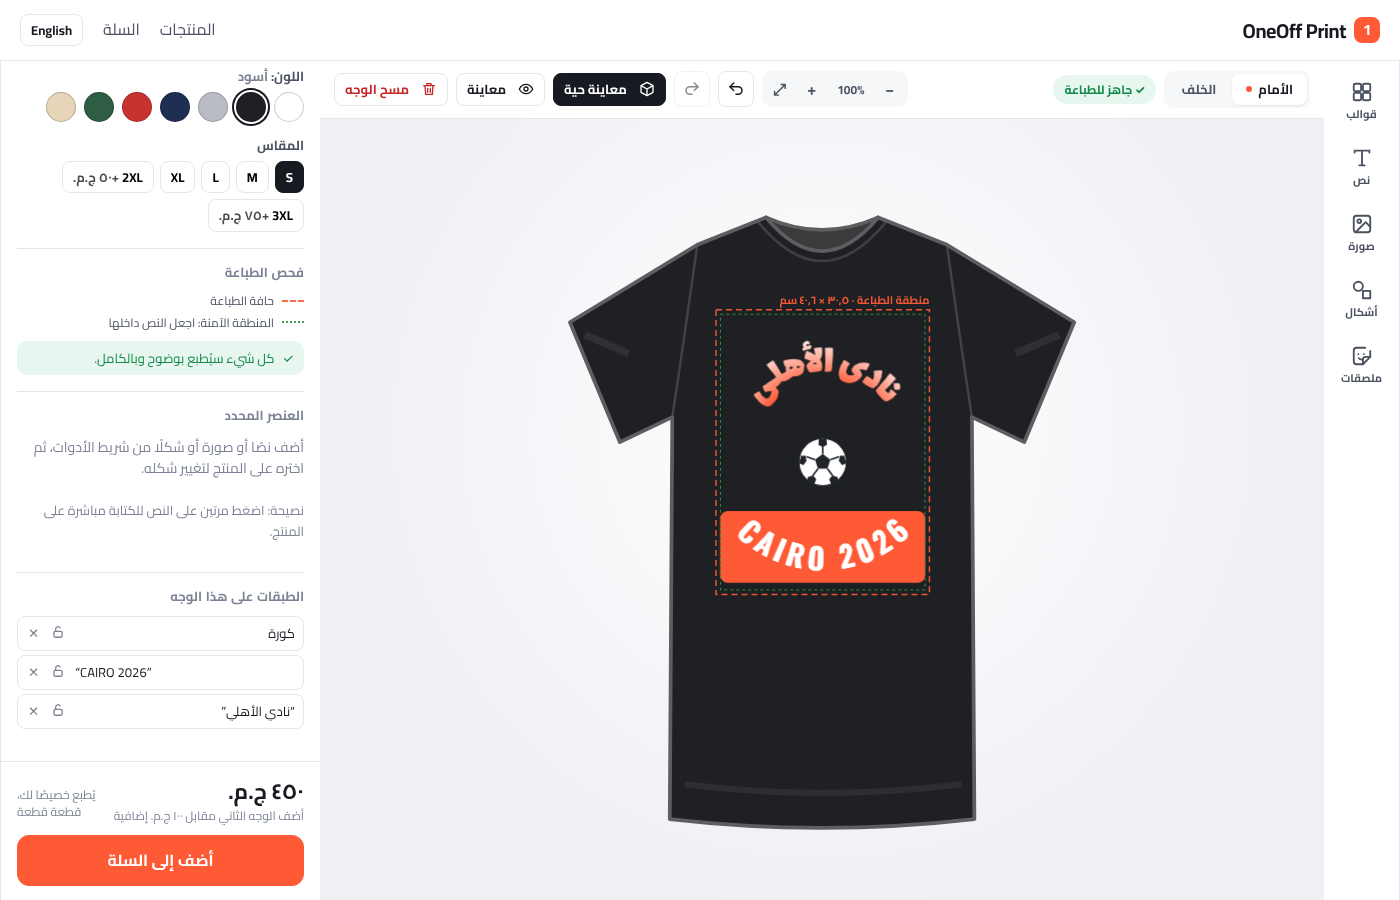 1 OneOff Print
المنتجات
السلة
English
قوالب
نص
صورة
أشكال
ملصقات
الأمام
الخلف
جاهز للطباعة
− 100% +
معاينة حية
معاينة
مسح الوجه
منطقة الطباعة · ٣٠,٥ × ٤٠,٦ سم
نادي الأهلي
CAIRO 2026
اللون: أسود
المقاس
S
M
L
XL
2XL +٥٠ ج.م.
3XL +٧٥ ج.م.
فحص الطباعة
حافة الطباعة
المنطقة الآمنة: اجعل النص داخلها
كل شيء سيُطبع بوضوح وبالكامل.
العنصر المحدد
أضف نصًا أو صورة أو شكلًا من شريط الأدوات، ثم
اختره على المنتج لتغيير شكله.
نصيحة: اضغط مرتين على النص للكتابة مباشرة على
المنتج.
الطبقات على هذا الوجه
كورة
“CAIRO 2026”
“نادي الأهلي”
٤٥٠ ج.م.
أضف الوجه الثاني مقابل ١٠٠ ج.م. إضافية
يُطبع خصيصًا لك،
قطعة قطعة
أضف إلى السلة